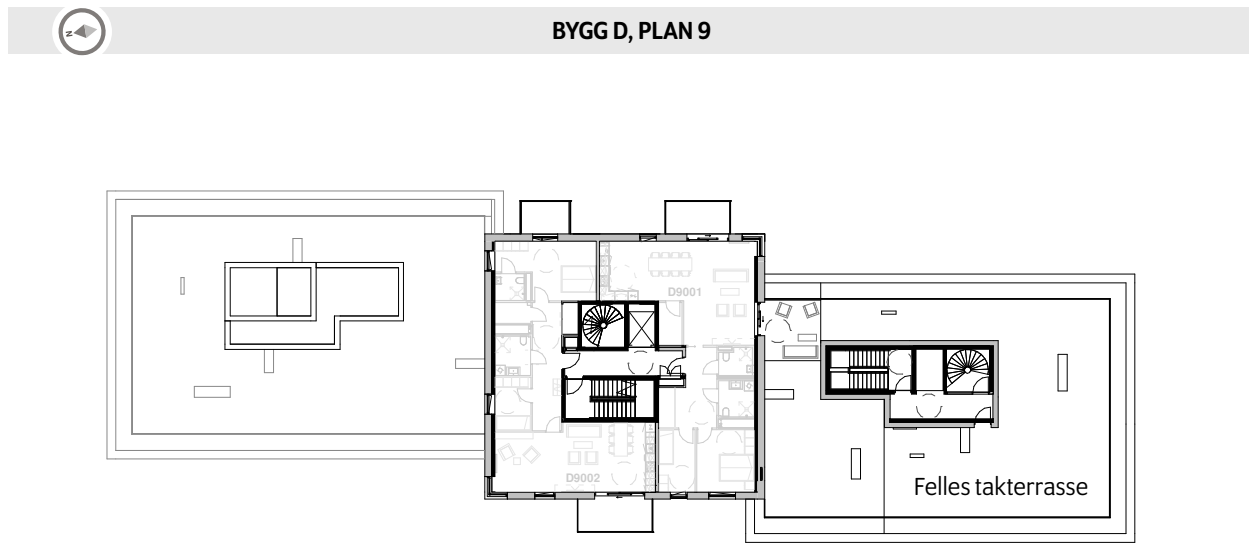 N
BYGG D, PLAN 9
D9001
D9002
Felles takterrasse